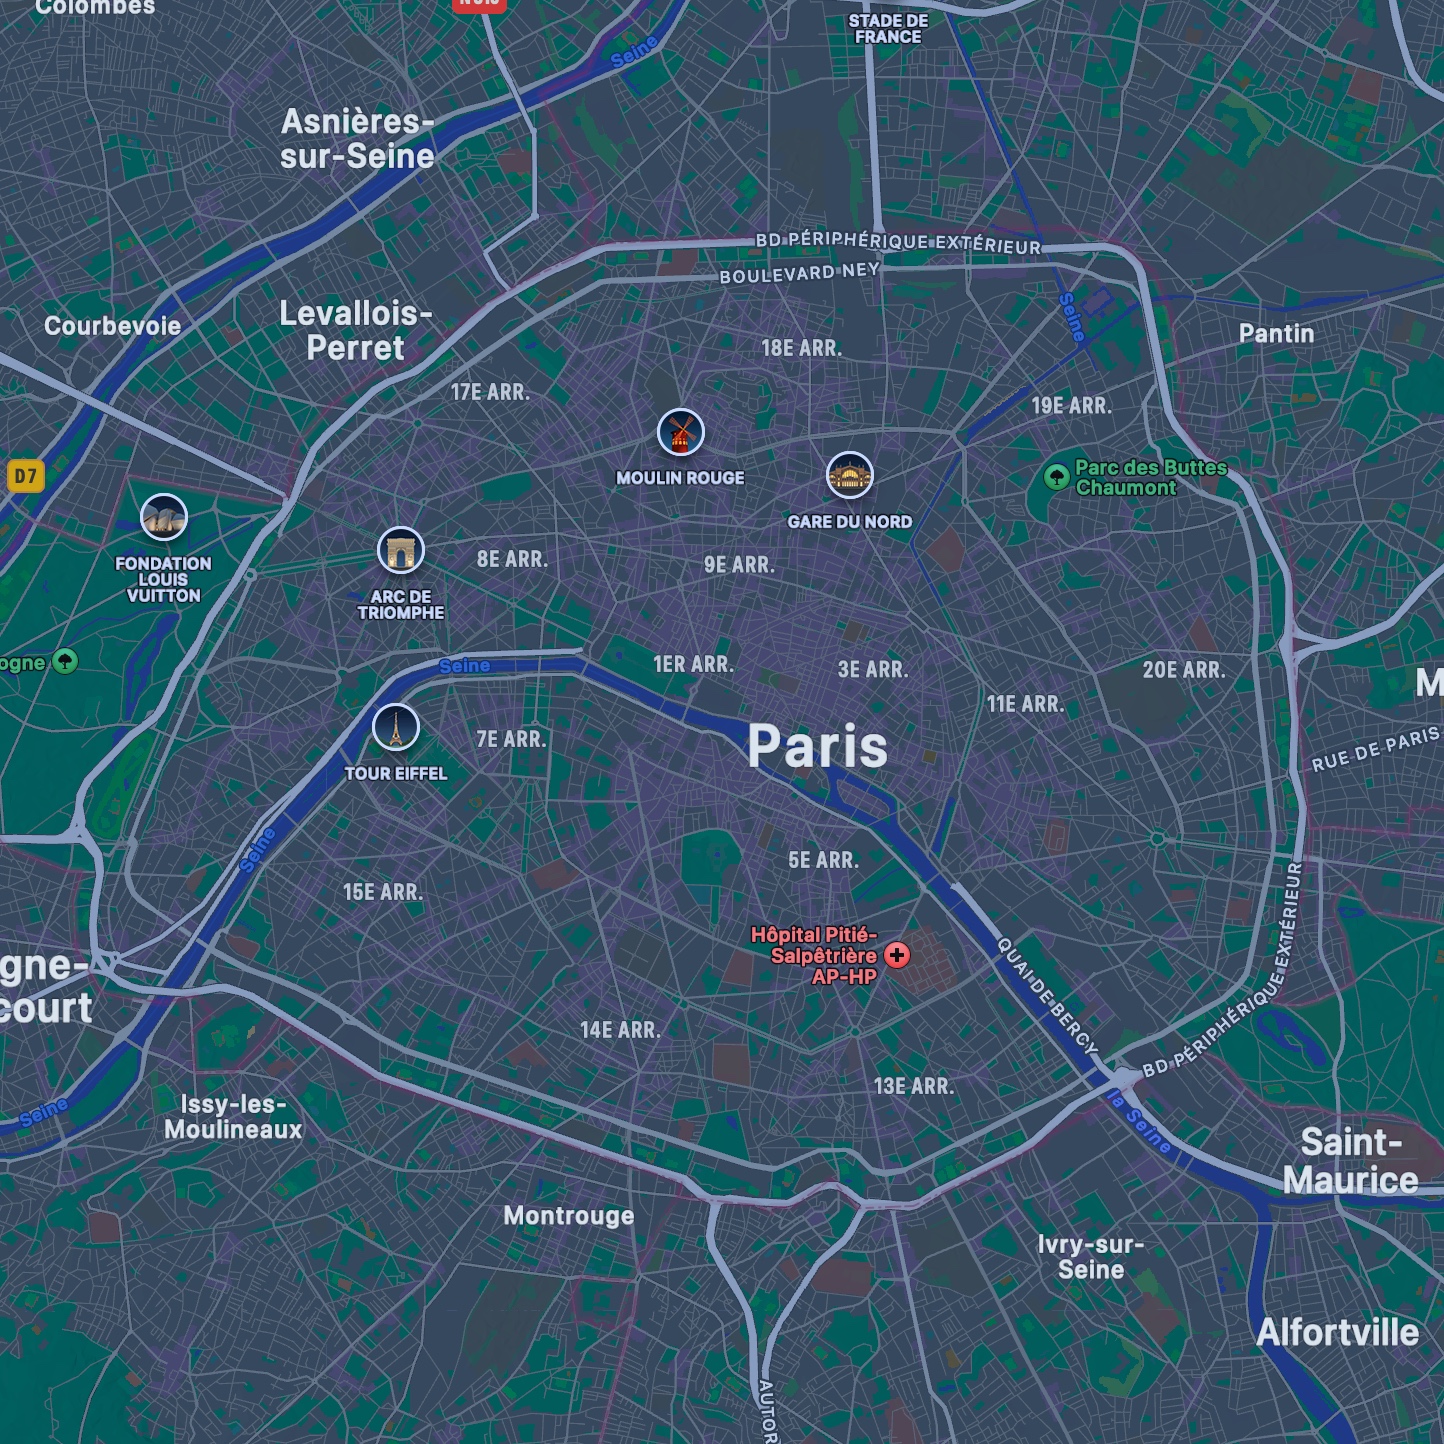 Colombes
STADE DE
FRANCE
Seine
Asnières-
sur-Seine
BD PÉRIPHÉRIQUE EXTÉRIEUR
BOULEVARD NEY
Levallois-
Perret
Courbevoie
Seine
Pantin
18E ARR.
17E ARR.
19E ARR.
D7
MOULIN ROUGE
Parc des Buttes
Chaumont
GARE DU NORD
FONDATION
LOUIS
VUITTON
ARC DE
TRIOMPHE
8E ARR.
9E ARR.
ogne
Seine
1ER ARR.
3E ARR.
20E ARR.
M
11E ARR.
7E ARR.
Paris
RUE DE PARIS
TOUR EIFFEL
Seine
5E ARR.
15E ARR.
Hôpital Pitié-
Salpêtrière
AP-HP
gne-
court
QUAI DE BERCY
BD PÉRIPHÉRIQUE EXTÉRIEUR
14E ARR.
13E ARR.
Seine
Issy-les-
Moulineaux
la Seine
Saint-
Maurice
Montrouge
Ivry-sur-
Seine
Alfortville
AUTOR